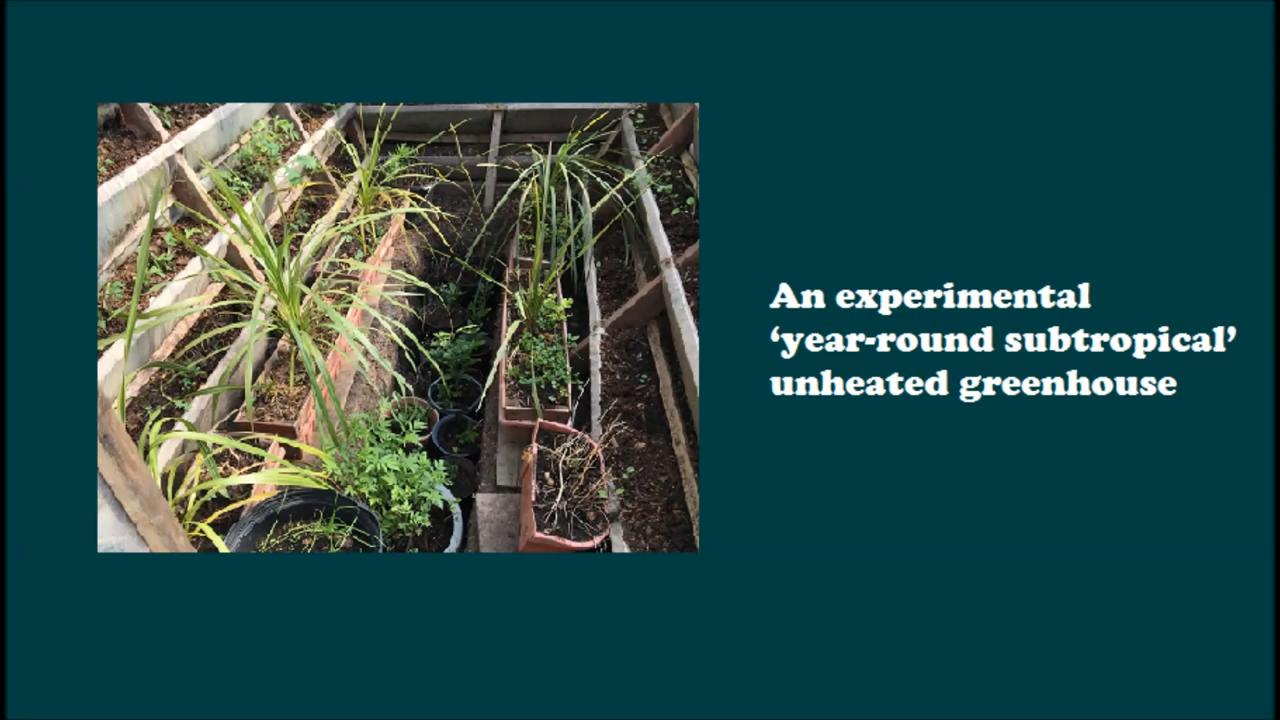 An experimental
‘year-round subtropical’
unheated greenhouse